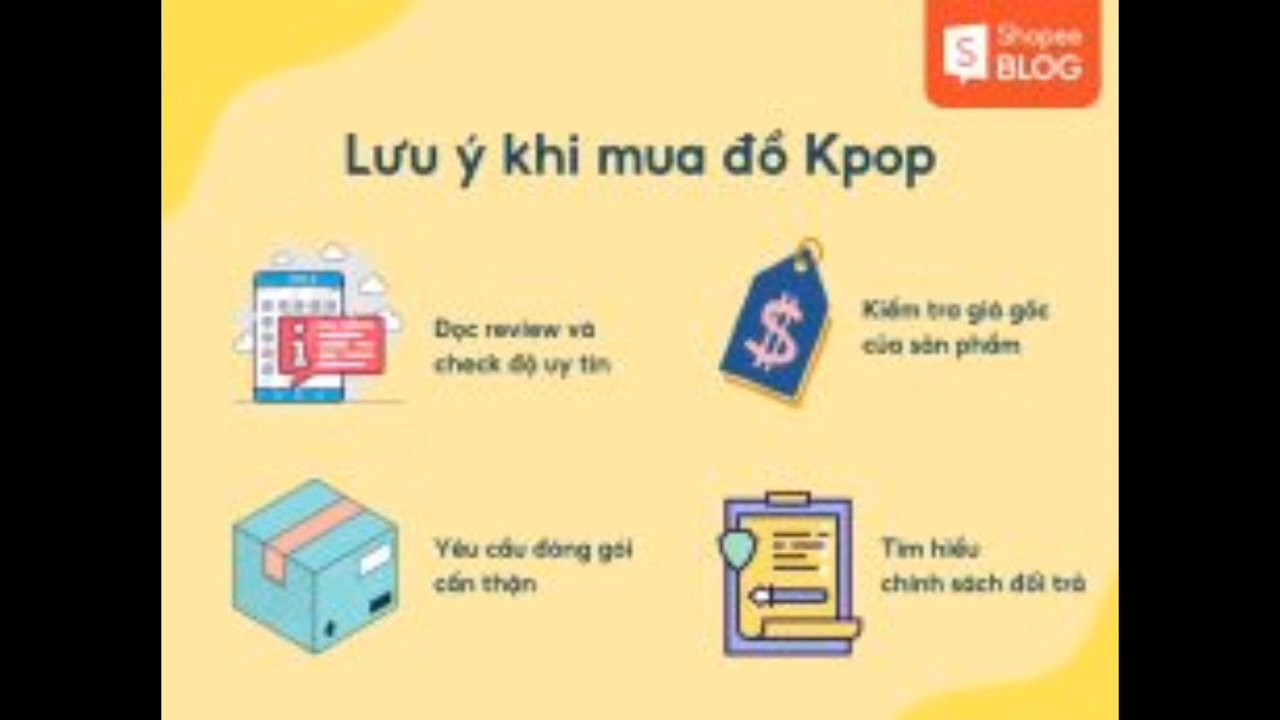 Shopee
BLOG
Lưu ý khi mua đồ Kpop
Đọc review và
check độ uy tín
Kiểm tra giá gốc
của sản phẩm
Yêu cầu đóng gói
cẩn thận
Tìm hiểu
chính sách đổi trả